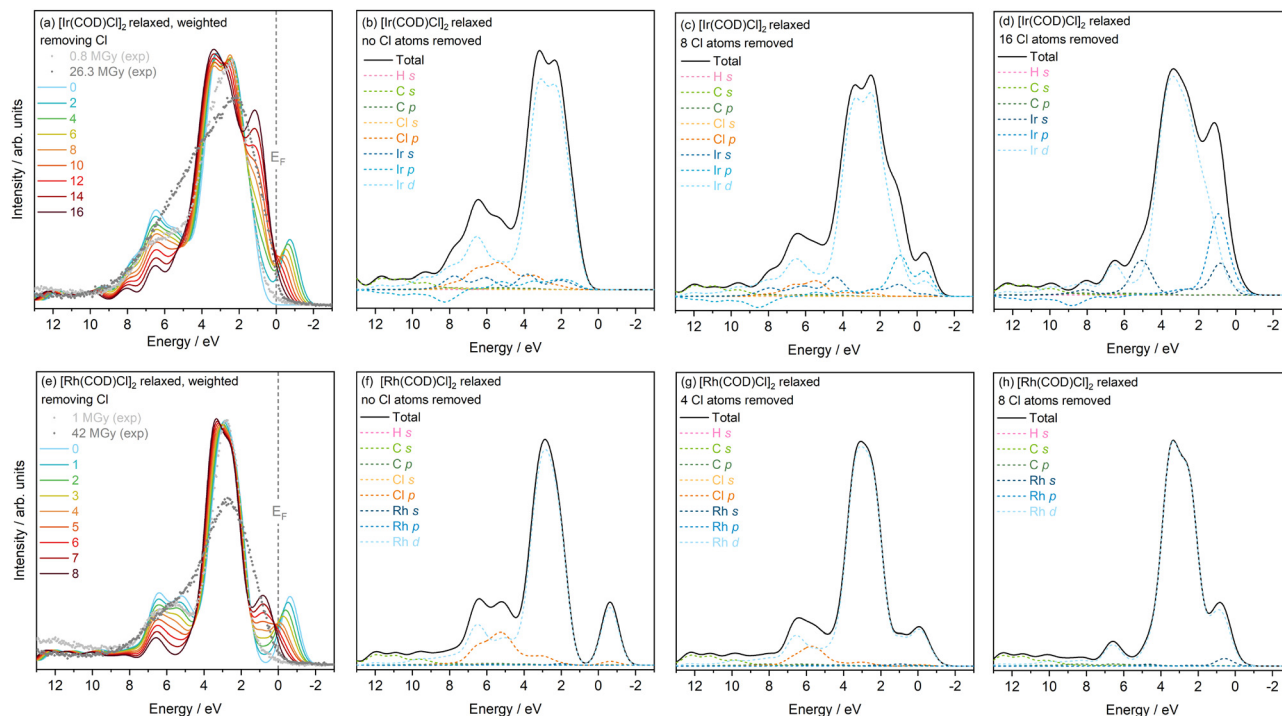 (a) [Ir(COD)Cl]2 relaxed, weighted
removing Cl
0.8 MGy (exp)
26.3 MGy (exp)
0
2
4
6
8
10
12
14
16
EF
Intensity / arb. units
12 10 8 6 4 2 0 -2
Energy / eV
(b) [Ir(COD)Cl]2 relaxed
no Cl atoms removed
Total
H s
C s
C p
Cl s
Cl p
Ir s
Ir p
Ir d
12 10 8 6 4 2 0 -2
Energy / eV
(c) [Ir(COD)Cl]2 relaxed
8 Cl atoms removed
Total
H s
C s
C p
Cl s
Cl p
Ir s
Ir p
Ir d
12 10 8 6 4 2 0 -2
Energy / eV
(d) [Ir(COD)Cl]2 relaxed
16 Cl atoms removed
Total
H s
C s
C p
Ir s
Ir p
Ir d
12 10 8 6 4 2 0 -2
Energy / eV
(e) [Rh(COD)Cl]2 relaxed, weighted
removing Cl
1 MGy (exp)
42 MGy (exp)
0
1
2
3
4
5
6
7
8
EF
Intensity / arb. units
12 10 8 6 4 2 0 -2
Energy / eV
(f) [Rh(COD)Cl]2 relaxed
no Cl atoms removed
Total
H s
C s
C p
Cl s
Cl p
Rh s
Rh p
Rh d
12 10 8 6 4 2 0 -2
Energy / eV
(g) [Rh(COD)Cl]2 relaxed
4 Cl atoms removed
Total
H s
C s
C p
Cl s
Cl p
Rh s
Rh p
Rh d
12 10 8 6 4 2 0 -2
Energy / eV
(h) [Rh(COD)Cl]2 relaxed
8 Cl atoms removed
Total
H s
C s
C p
Rh s
Rh p
Rh d
12 10 8 6 4 2 0 -2
Energy / eV